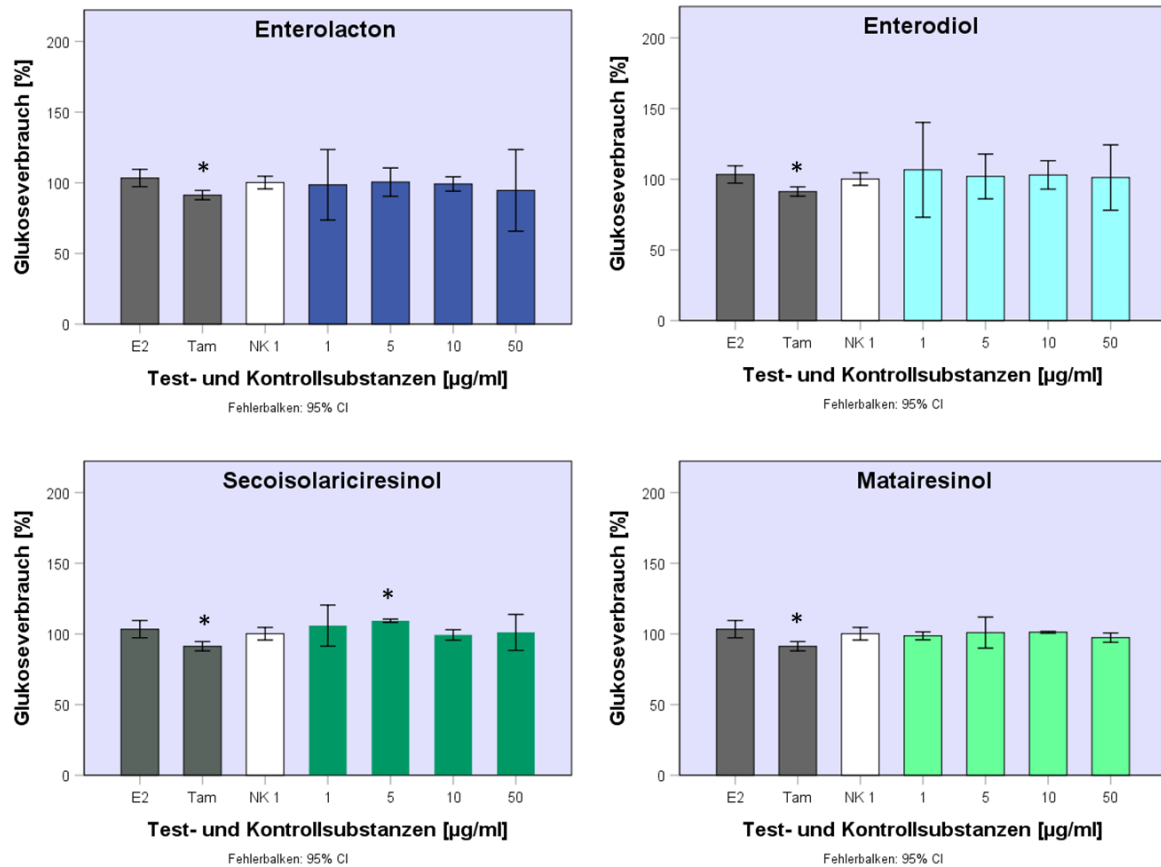 Enterolacton
Glukoseverbrauch [%]
200
150
100
50
0
*
E2 Tam NK 1 1 5 10 50
Test- und Kontrollsubstanzen [µg/ml]
Fehlerbalken: 95% CI
Enterodiol
Glukoseverbrauch [%]
200
150
100
50
0
*
E2 Tam NK 1 1 5 10 50
Test- und Kontrollsubstanzen [µg/ml]
Fehlerbalken: 95% CI
Secoisolariciresinol
Glukoseverbrauch [%]
200
150
100
50
0
* *
E2 Tam NK 1 1 5 10 50
Test- und Kontrollsubstanzen [µg/ml]
Fehlerbalken: 95% CI
Matairesinol
Glukoseverbrauch [%]
200
150
100
50
0
*
E2 Tam NK 1 1 5 10 50
Test- und Kontrollsubstanzen [µg/ml]
Fehlerbalken: 95% CI